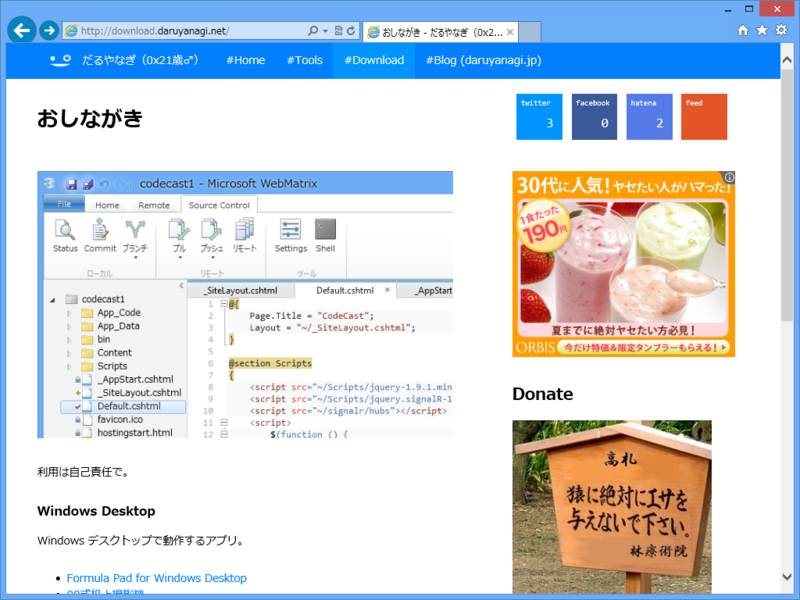 http://download.daruyanagi.net/
おしながき - だるやなぎ (0x2...
だるやなぎ (0x21歳♂)
#Home
#Tools
#Download
#Blog (daruyanagi.jp)
おしながき
twitter
3
facebook
0
hatena
2
feed
codecast1 - Microsoft WebMatrix
File
Home
Remote
Source Control
Status
Commit
ブランチ
プル
プッシュ
リモート
Settings
Shell
ローカル
リモート
ツール
codecast1
App_Code
App_Data
bin
Content
Scripts
_AppStart.cshtml
_SiteLayout.cshtml
Default.cshtml
favicon.ico
hostingstart.html
_SiteLayout.cshtml
Default.cshtml
_AppStart
1 @{
2 Page.Title = "CodeCast";
3 Layout = "~/_SiteLayout.cshtml";
4 }
5
6 @section Scripts
7 {
8 <script src="~/Scripts/jquery-1.9.1.min
9 <script src="~/Scripts/jquery.signalR-1
10 <script src="~/signalr/hubs"></script>
11 <script>
12 $(function () {
30代に人気!ヤセたい人がハマった!
1食たった
190円
夏までに絶対ヤセたい方必見!
ORBIS
今だけ特価&限定タンブラーもらえる!
利用は自己責任で。
Windows Desktop
Windows デスクトップで動作するアプリ。
Formula Pad for Windows Desktop
Donate
高札
猿に絶対にエサを
与えないで下さい。
林泉術院